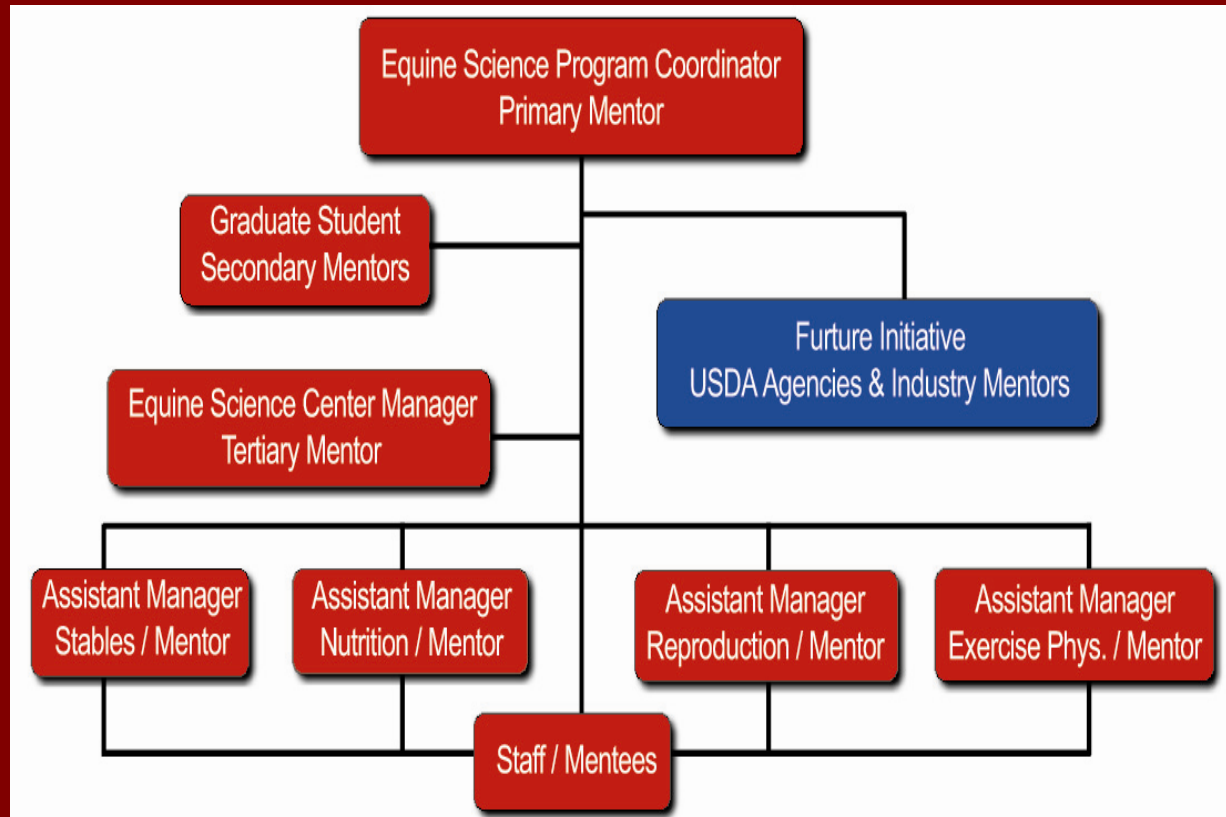 Equine Science Program Coordinator
Primary Mentor
Graduate Student
Secondary Mentors
Furture Initiative
USDA Agencies & Industry Mentors
Equine Science Center Manager
Tertiary Mentor
Assistant Manager
Stables / Mentor
Assistant Manager
Nutrition / Mentor
Assistant Manager
Reproduction / Mentor
Assistant Manager
Exercise Phys. / Mentor
Staff / Mentees